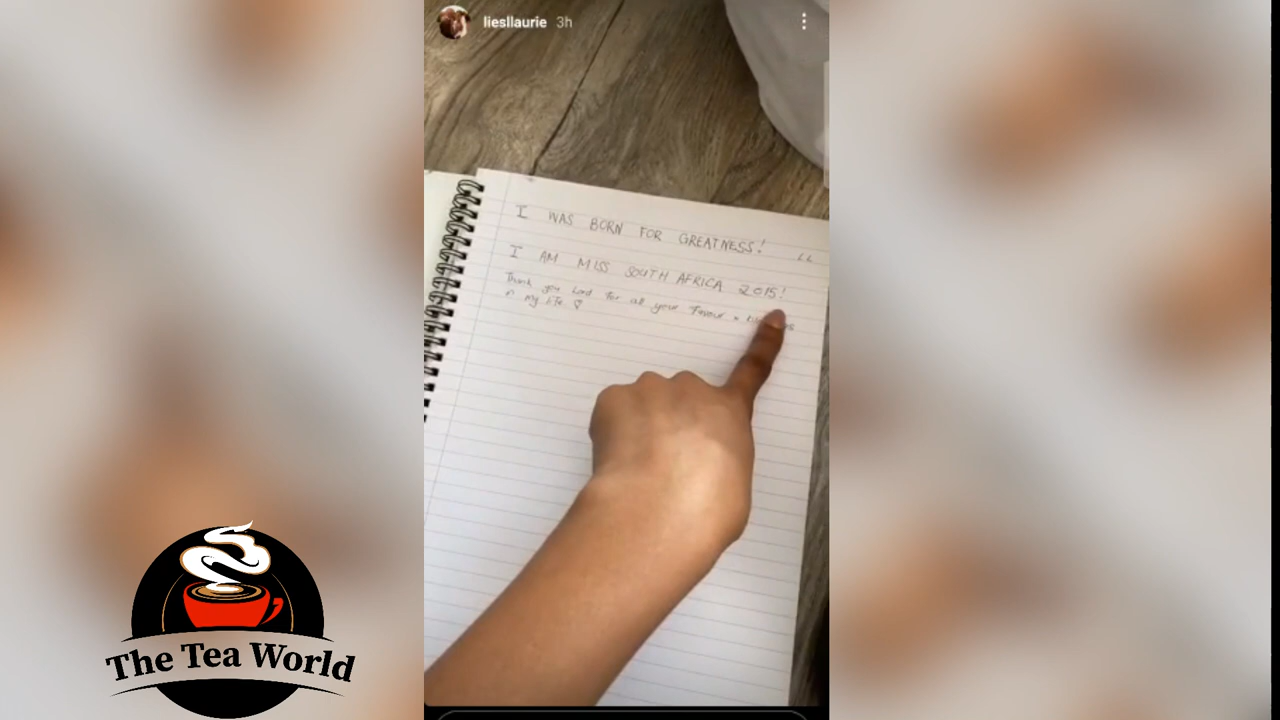 liesllaurie 3h
I WAS BORN FOR GREATNESS!
LL
I AM MISS SOUTH AFRICA 2015!
Thank you Lord for all your favour
in my life.
The Tea World